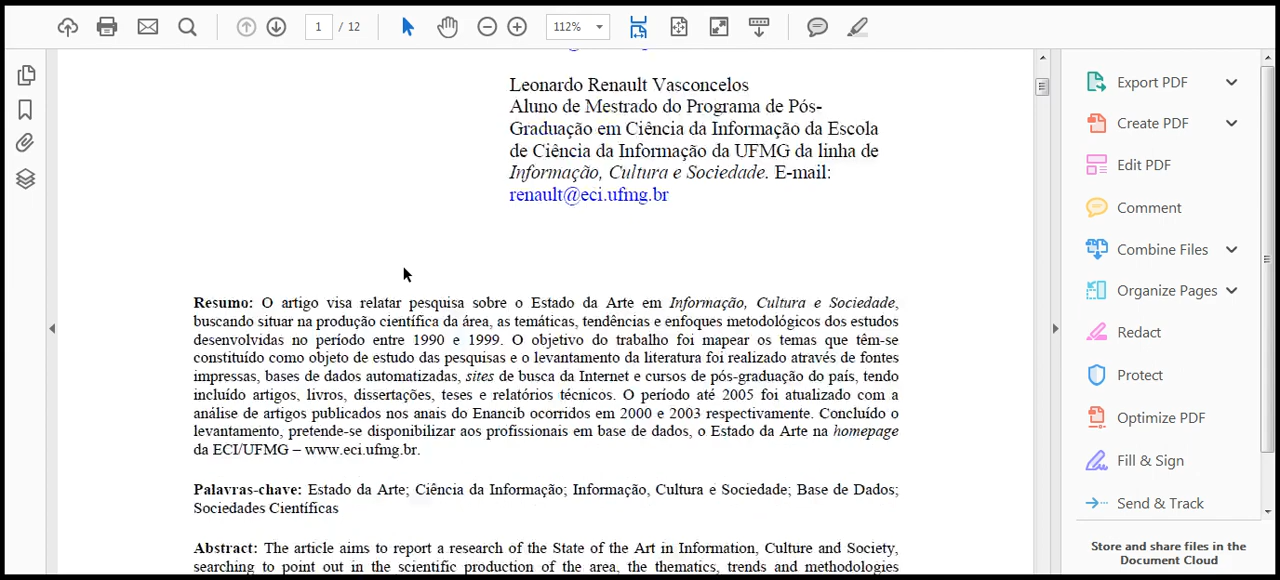 1 / 12
112%
Leonardo Renault Vasconcelos
Aluno de Mestrado do Programa de Pós-
Graduação em Ciência da Informação da Escola
de Ciência da Informação da UFMG da linha de
Informação, Cultura e Sociedade. E-mail:
renault@eci.ufmg.br
Resumo: O artigo visa relatar pesquisa sobre o Estado da Arte em Informação, Cultura e Sociedade,
buscando situar na produção científica da área, as temáticas, tendências e enfoques metodológicos dos estudos
desenvolvidas no período entre 1990 e 1999. O objetivo do trabalho foi mapear os temas que têm-se
constituído como objeto de estudo das pesquisas e o levantamento da literatura foi realizado através de fontes
impressas, bases de dados automatizadas, sites de busca da Internet e cursos de pós-graduação do país, tendo
incluído artigos, livros, dissertações, teses e relatórios técnicos. O período até 2005 foi atualizado com a
análise de artigos publicados nos anais do Enancib ocorridos em 2000 e 2003 respectivamente. Concluído o
levantamento, pretende-se disponibilizar aos profissionais em base de dados, o Estado da Arte na homepage
da ECI/UFMG – www.eci.ufmg.br.
Palavras-chave: Estado da Arte; Ciência da Informação; Informação, Cultura e Sociedade; Base de Dados;
Sociedades Científicas
Abstract: The article aims to report a research of the State of the Art in Information, Culture and Society,
searching to point out in the scientific production of the area, the thematics, trends and methodologies
Export PDF
Create PDF
Edit PDF
Comment
Combine Files
Organize Pages
Redact
Protect
Optimize PDF
Fill & Sign
Send & Track
Store and share files in the
Document Cloud